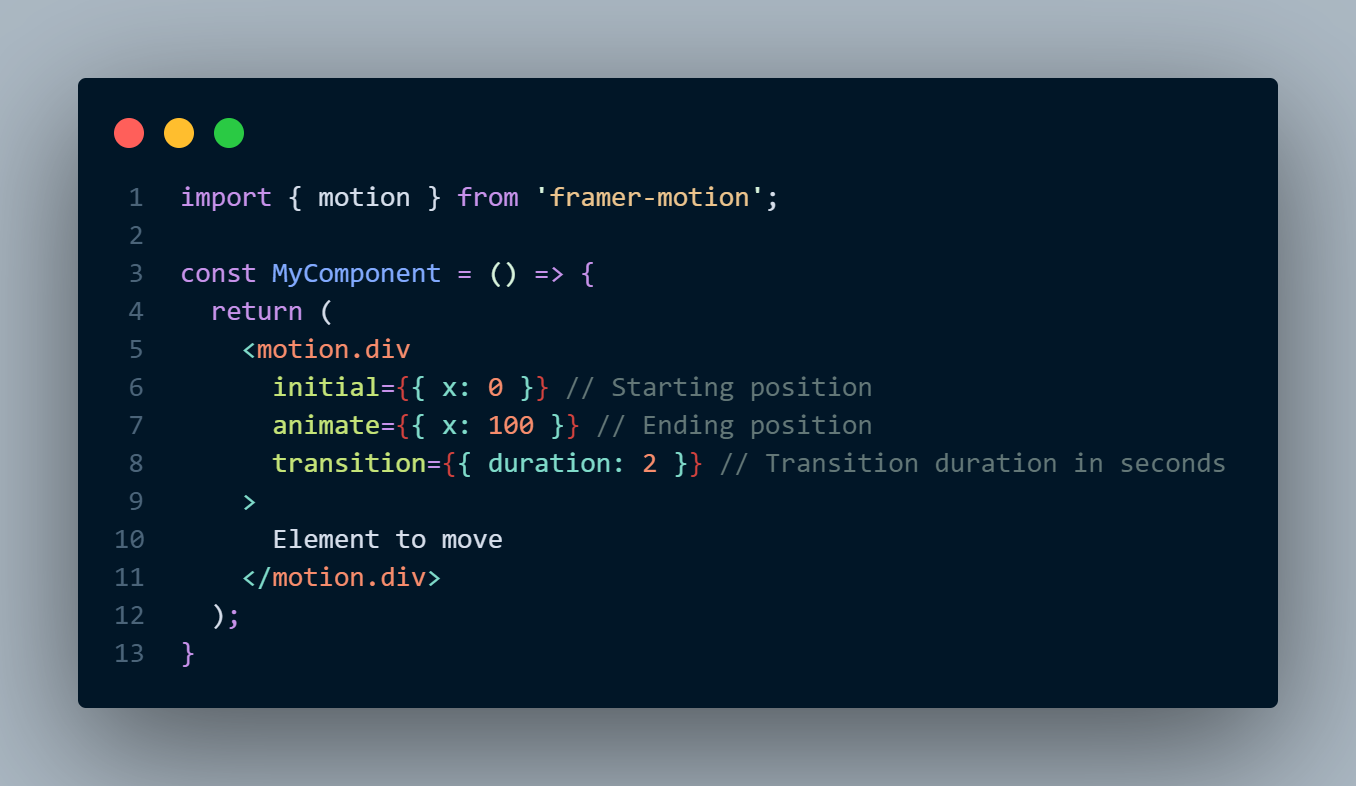 1 import { motion } from 'framer-motion';
2
3 const MyComponent = () => {
4   return (
5     <motion.div
6       initial={{ x: 0 }} // Starting position
7       animate={{ x: 100 }} // Ending position
8       transition={{ duration: 2 }} // Transition duration in seconds
9     >
10       Element to move
11     </motion.div>
12   );
13 }